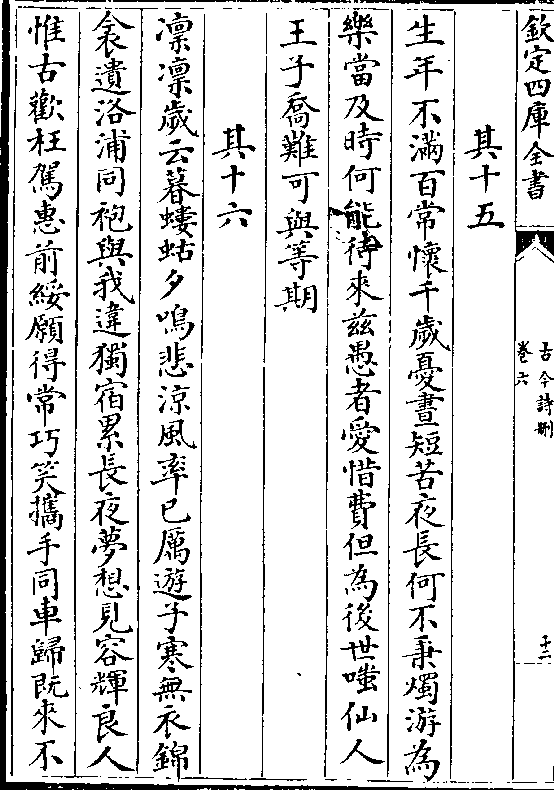 欽定四庫全書
古今詩刪
卷六
十二
其十五
生年不滿百常懷千歲憂晝短苦夜長何不秉燭游為
樂當及時何能待來兹愚者愛惜費但為後世嗤仙人
王子喬難可與等期
其十六
凛凛歲云暮螻蛄夕鳴悲涼風率已厲遊子寒無衣錦
衾遺洛浦同袍與我違獨宿累長夜夢想見容輝良人
惟古歡枉駕惠前綏願得常巧笑攜手同車歸既來不